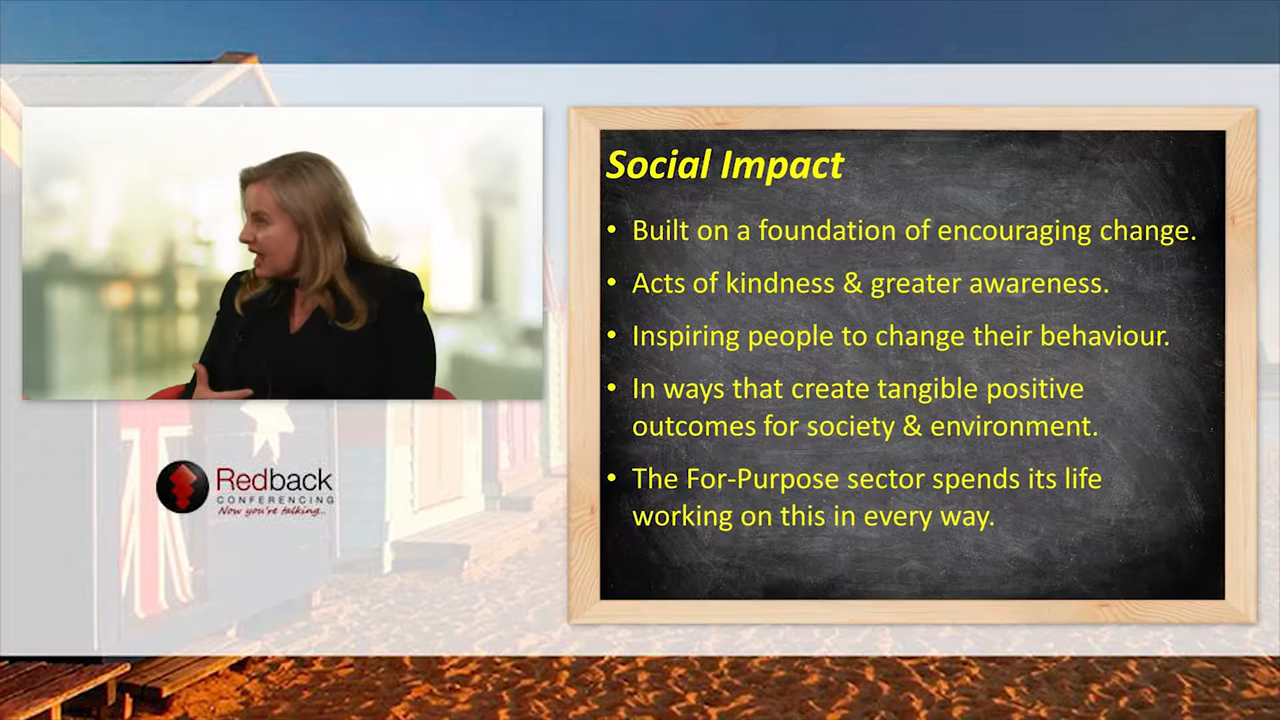 Social Impact
• Built on a foundation of encouraging change.
• Acts of kindness & greater awareness.
• Inspiring people to change their behaviour.
• In ways that create tangible positive
outcomes for society & environment.
• The For-Purpose sector spends its life
working on this in every way.
Redback
CONFERENCING
Now you're talking..